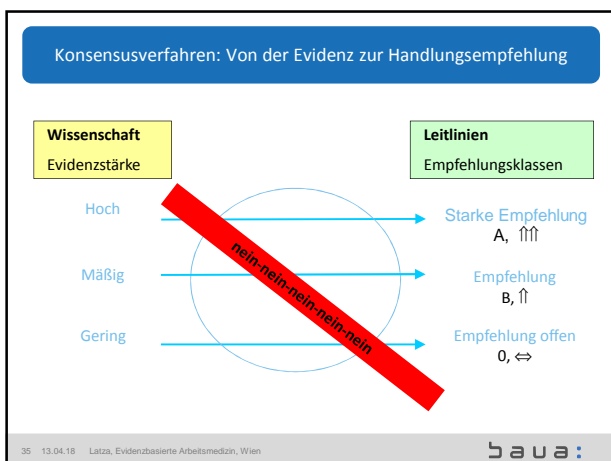 Konsensusverfahren: Von der Evidenz zur Handlungsempfehlung
Wissenschaft
Evidenzstärke
Leitlinien
Empfehlungsklassen
Hoch
Starke Empfehlung
A, ⇑⇑
Mäßig
Empfehlung
B, ⇑
Gering
Empfehlung offen
0, ⇔
nein-nein-nein-nein-nein
35 13.04.18 Latza, Evidenzbasierte Arbeitsmedizin, Wien
baua: